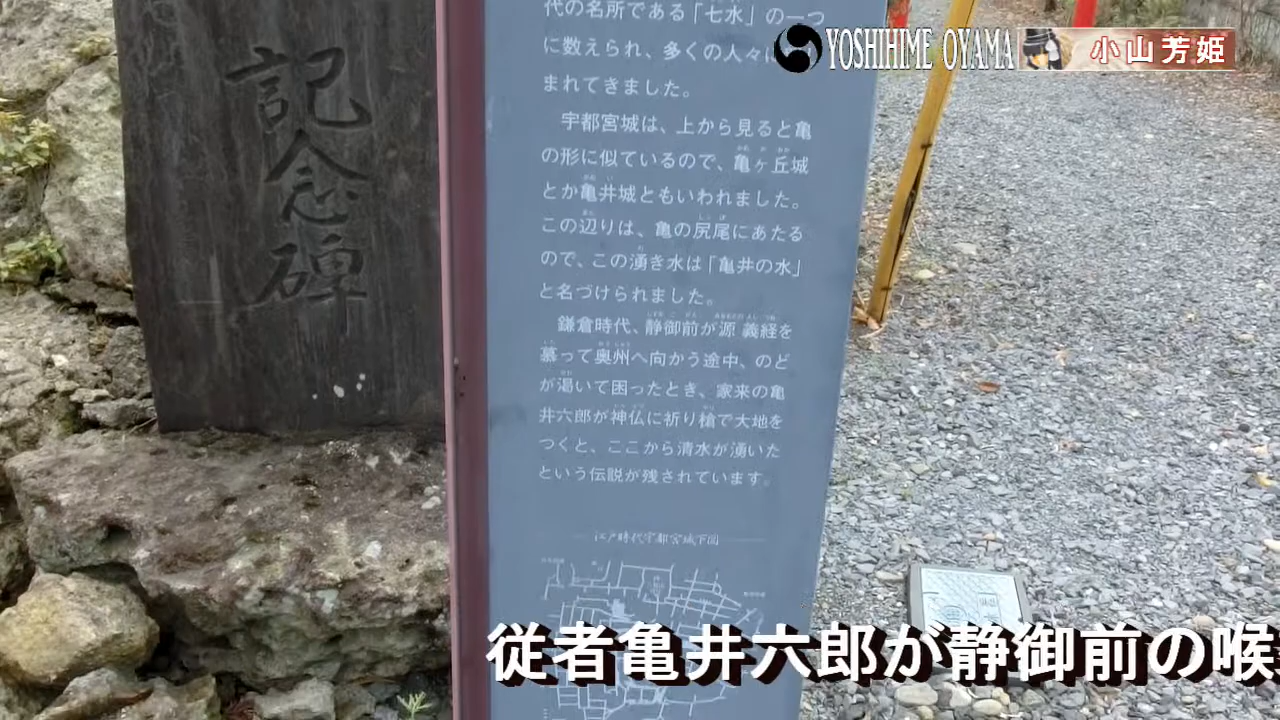 記念碑
代の名所である「七水」の一つ
に数えられ、多くの人々に
まれてきました。
宇都宮城は、上から見ると亀
の形に似ているので、亀ヶ丘城
とか亀井城ともいわれました。
この辺りは、亀の尻尾にあたる
ので、この湧き水は「亀井の水」
と名づけられました。
鎌倉時代、静御前が源義経を
慕って奥州へ向かう途中、のど
が渇いて困ったとき、家来の亀
井六郎が神仏に祈り槍で大地を
つくと、ここから清水が湧いた
という伝説が残されています。
江戸時代宇都宮城下図
YOSHIHIME OYAMA
小山芳姫
従者亀井六郎が静御前の喉